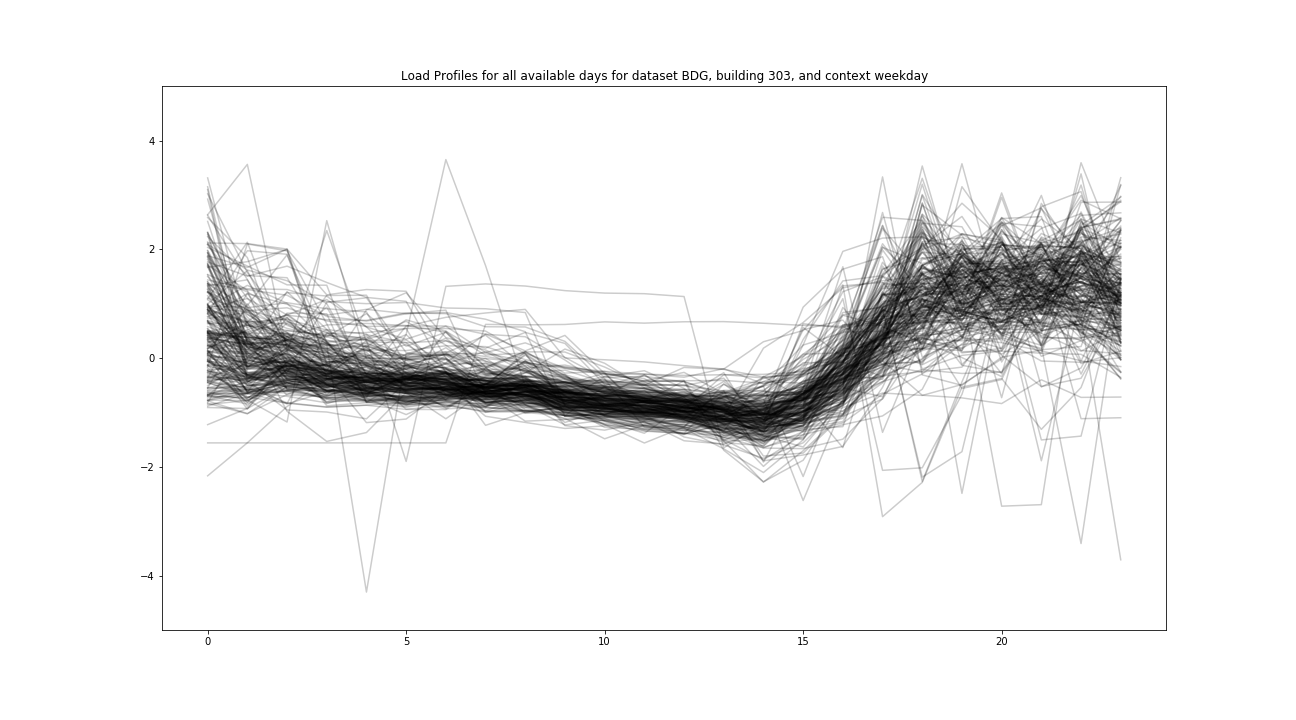 Load Profiles for all available days for dataset BDG, building 303, and context weekday
4
2
0
−2
−4
0 5 10 15 20